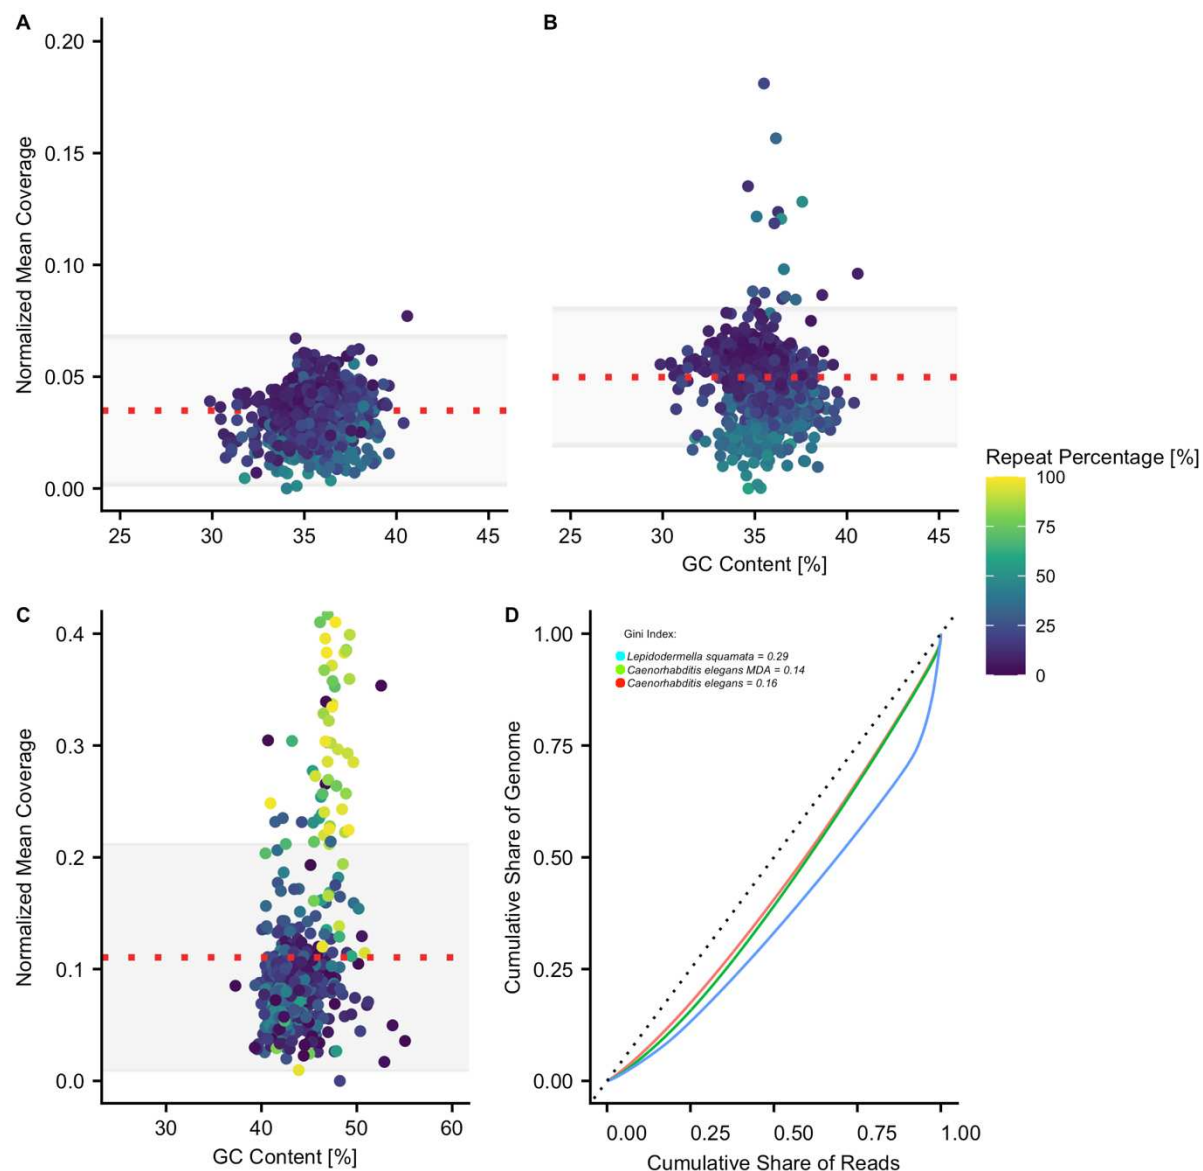 A
B
0.20
0.15
0.10
0.05
0.00
Normalized Mean Coverage
25 30 35 40 45
25 30 35 40 45
GC Content [%]
Repeat Percentage [%]
100
75
50
25
0
C
D
0.4
0.3
0.2
0.1
0.0
Normalized Mean Coverage
30 40 50 60
GC Content [%]
Gini Index:
Lepidodermella squamata = 0.29
Caenorhabditis elegans MDA = 0.14
Caenorhabditis elegans = 0.16
1.00
0.75
0.50
0.25
0.00
Cumulative Share of Genome
0.00 0.25 0.50 0.75 1.00
Cumulative Share of Reads